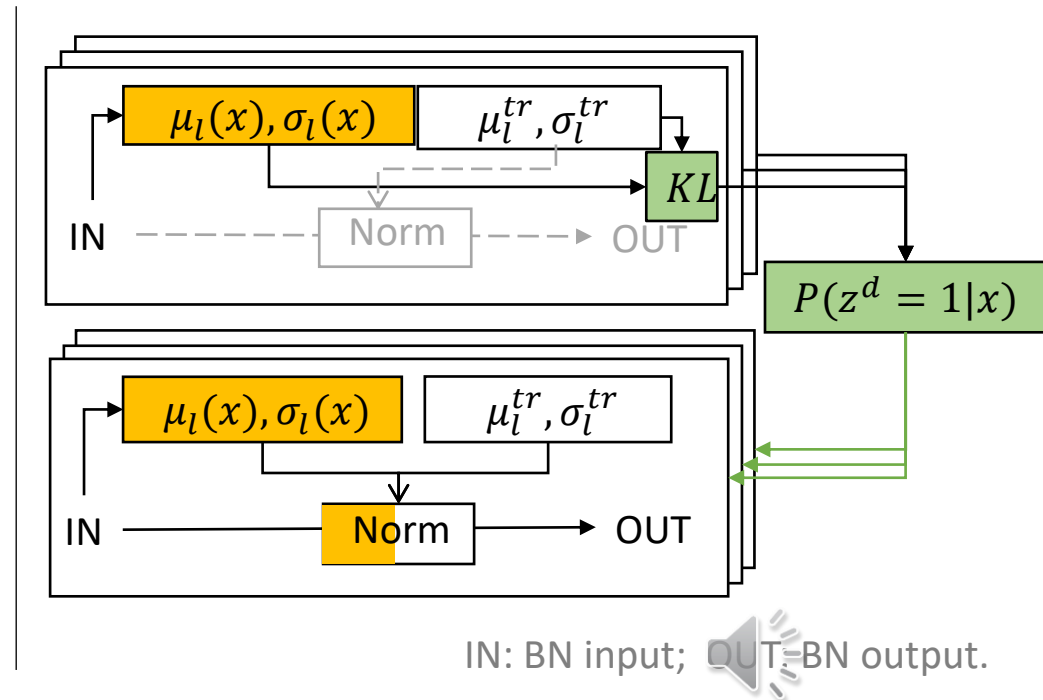 μ_l(x), σ_l(x) μ_l^{tr}, σ_l^{tr}
KL
IN Norm OUT
P(z^d = 1|x)
μ_l(x), σ_l(x) μ_l^{tr}, σ_l^{tr}
IN Norm OUT
IN: BN input; OUT: BN output.